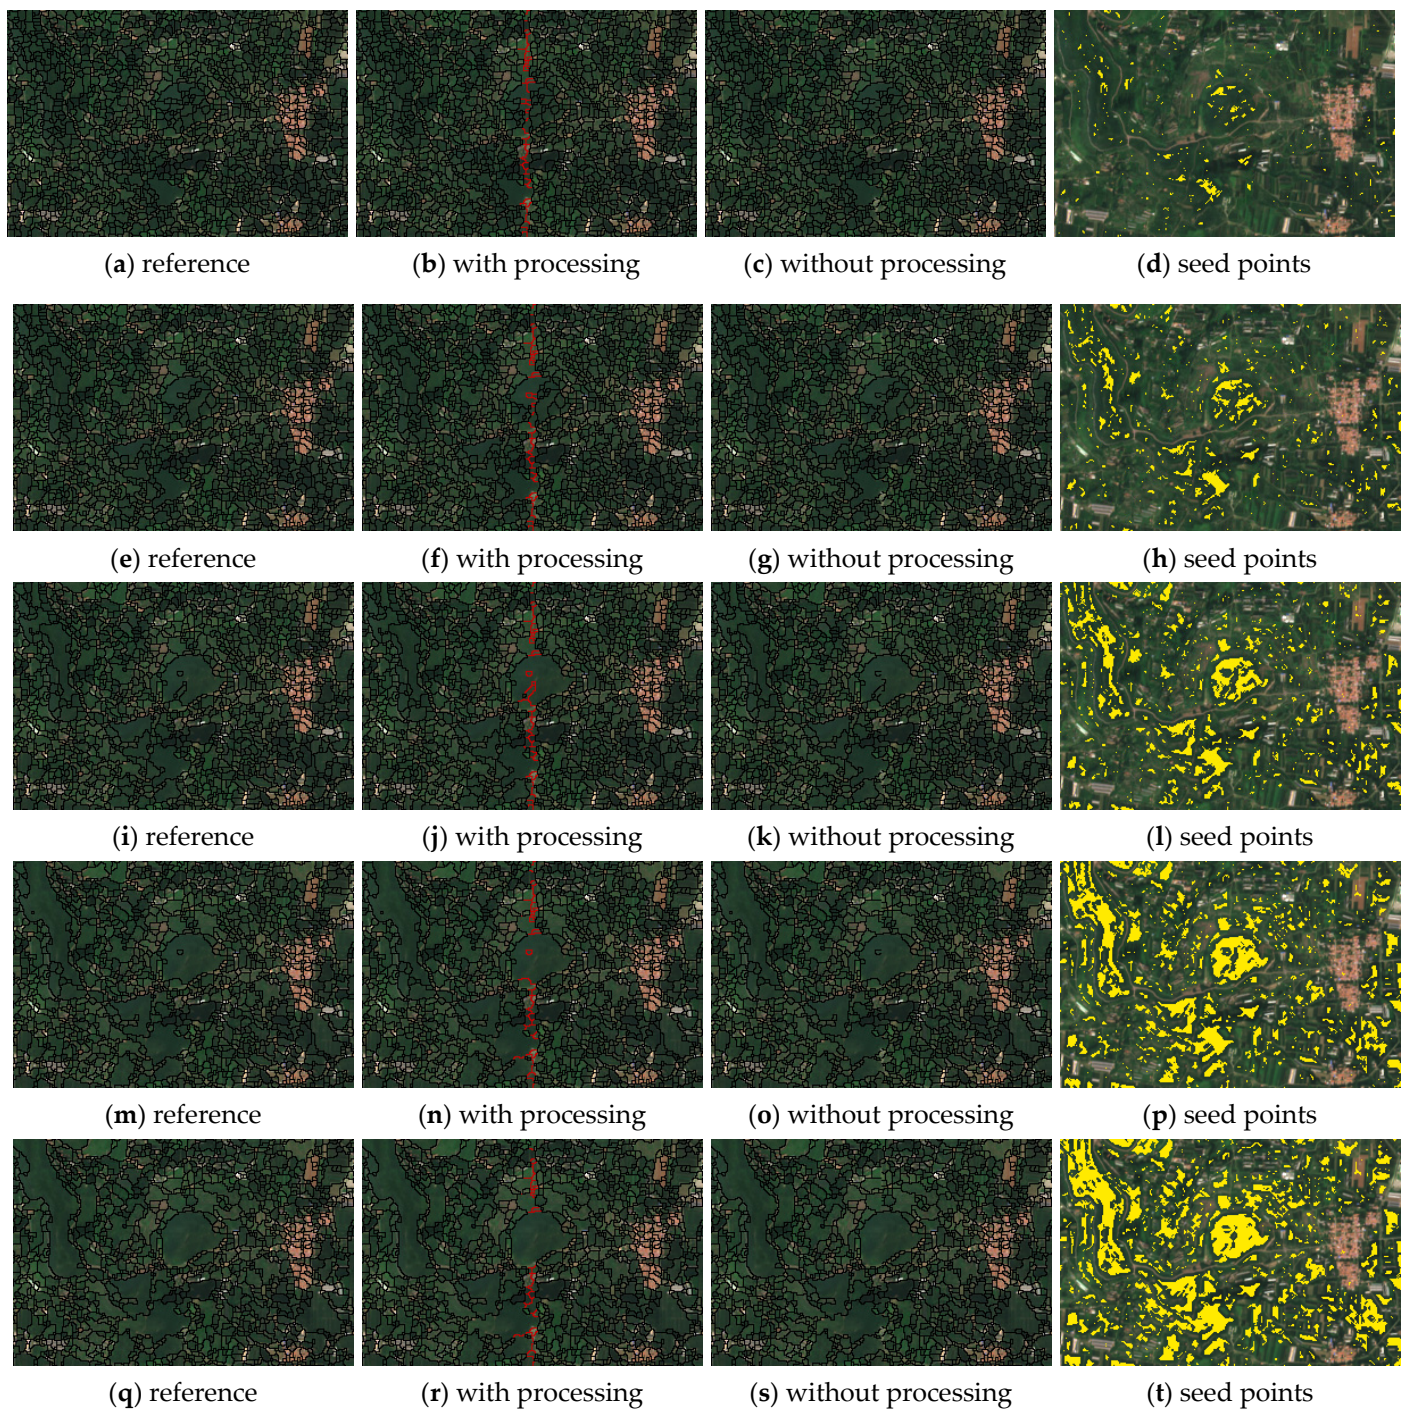 (a) reference (b) with processing (c) without processing (d) seed points
(e) reference (f) with processing (g) without processing (h) seed points
(i) reference (j) with processing (k) without processing (l) seed points
(m) reference (n) with processing (o) without processing (p) seed points
(q) reference (r) with processing (s) without processing (t) seed points